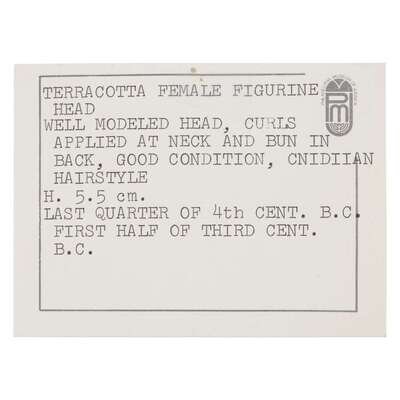 TERRACOTTA FEMALE FIGURINE
HEAD
WELL MODELED HEAD, CURLS
APPLIED AT NECK AND BUN IN
BACK, GOOD CONDITION, CNIDIIAN
HAIRSTYLE
H. 5.5 cm.
LAST QUARTER OF 4th CENT. B.C.
FIRST HALF OF THIRD CENT.
B.C.